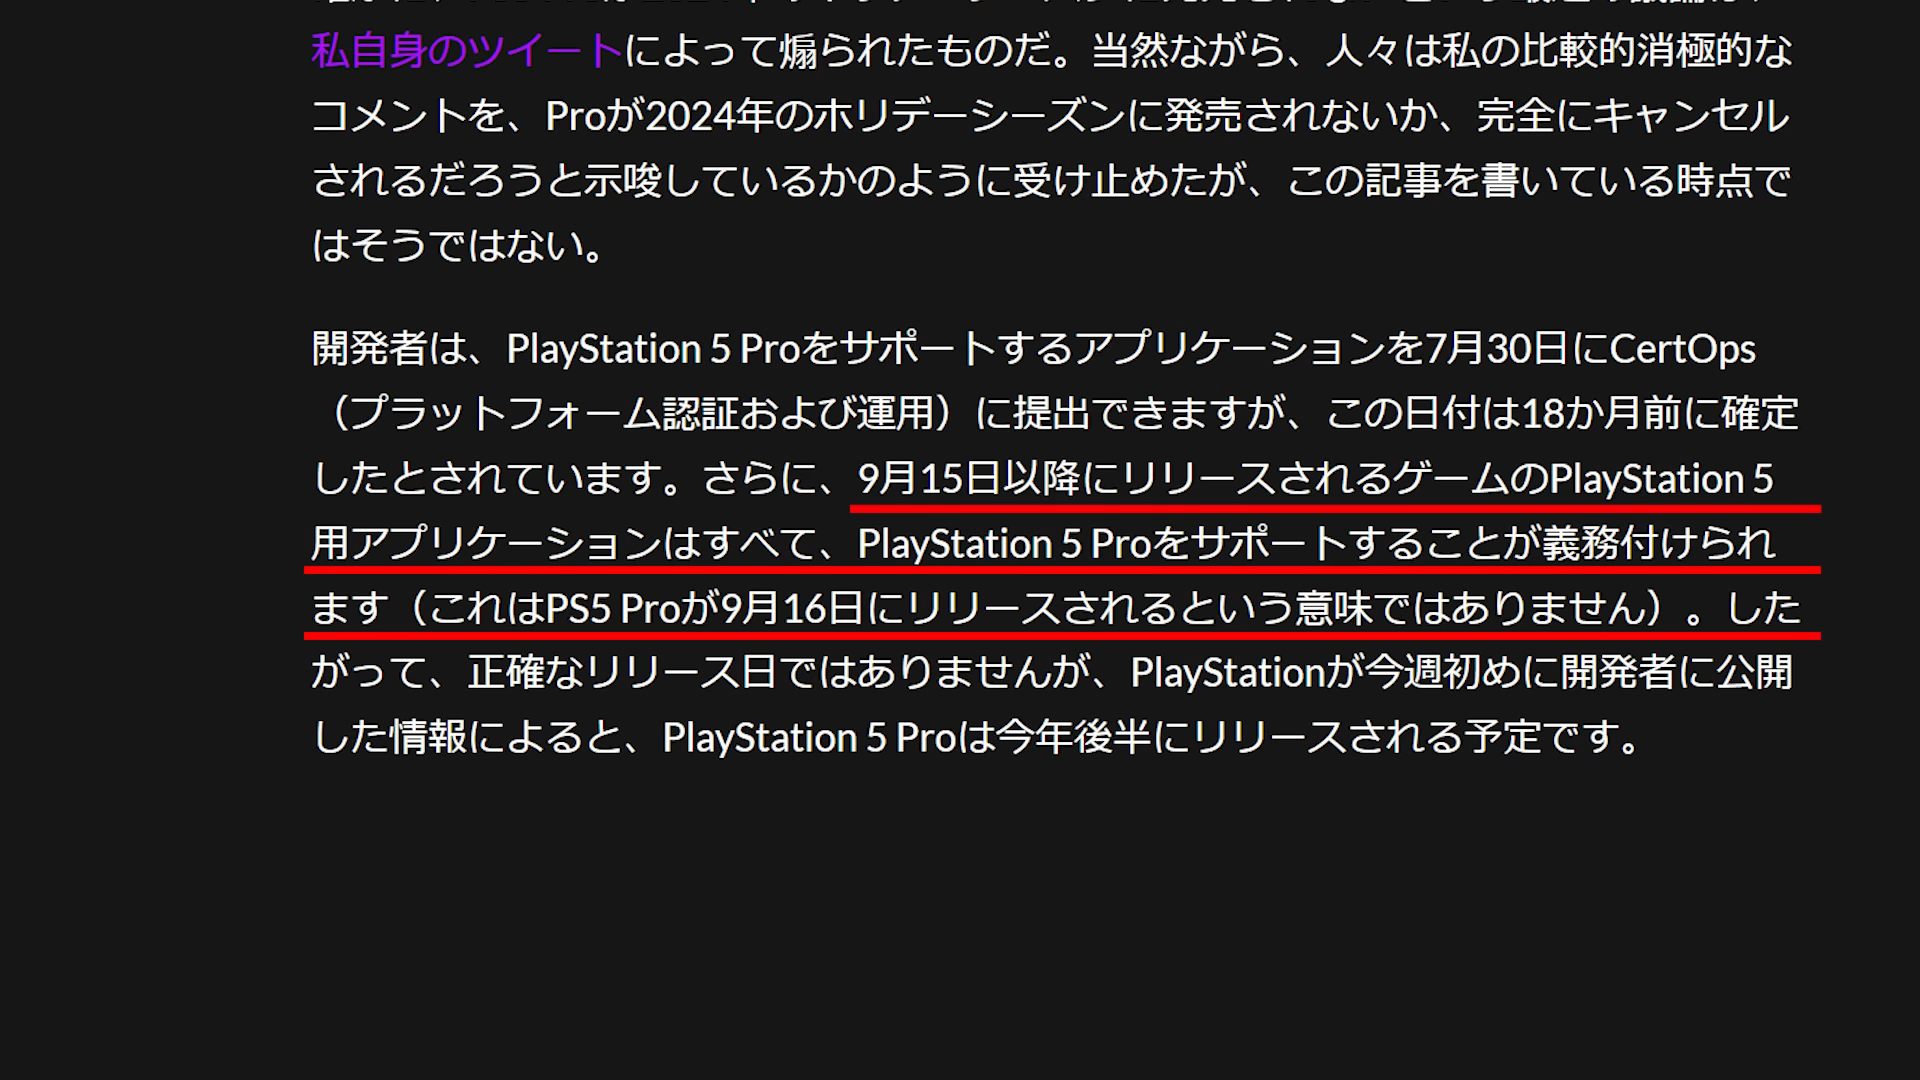 私自身のツイートによって煽られたものだ。当然ながら、人々は私の比較的消極的な
コメントを、Proが2024年のホリデーシーズンに発売されないか、完全にキャンセル
されるだろうと示唆しているかのように受け止めたが、この記事を書いている時点で
はそうではない。
開発者は、PlayStation 5 Proをサポートするアプリケーションを7月30日にCertOps
（プラットフォーム認証および運用）に提出できますが、この日付は18か月前に確定
したとされています。さらに、9月15日以降にリリースされるゲームのPlayStation 5
用アプリケーションはすべて、PlayStation 5 Proをサポートすることが義務付けられ
ます（これはPS5 Proが9月16日にリリースされるという意味ではありません）。した
がって、正確なリリース日ではありませんが、PlayStationが今週初めに開発者に公開
した情報によると、PlayStation 5 Proは今年後半にリリースされる予定です。